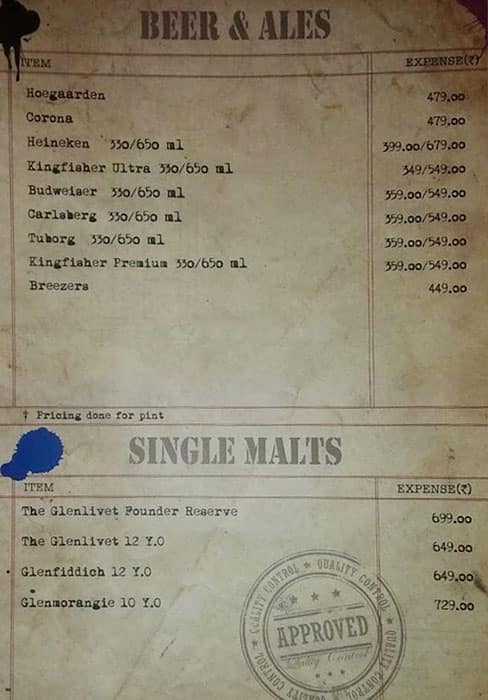 BEER & ALES
ITEM EXPENSE(₹)
Hoegaarden 479.00
Corona 479.00
Heineken 330/650 ml 399.00/679.00
Kingfisher Ultra 330/650 ml 349/549.00
Budweiser 330/650 ml 359.00/549.00
Carlsberg 330/650 ml 359.00/549.00
Tuborg 330/650 ml 359.00/549.00
Kingfisher Premium 330/650 ml 359.00/549.00
Breezers 449.00
† Pricing done for pint
SINGLE MALTS
ITEM EXPENSE(₹)
The Glenlivet Founder Reserve 699.00
The Glenlivet 12 Y.O 649.00
Glenfiddich 12 Y.O 649.00
Glenmorangie 10 Y.O 729.00
QUALITY CONTROL ★ QUALITY CONTROL
APPROVED
Quality Control
QUALITY CONTROL